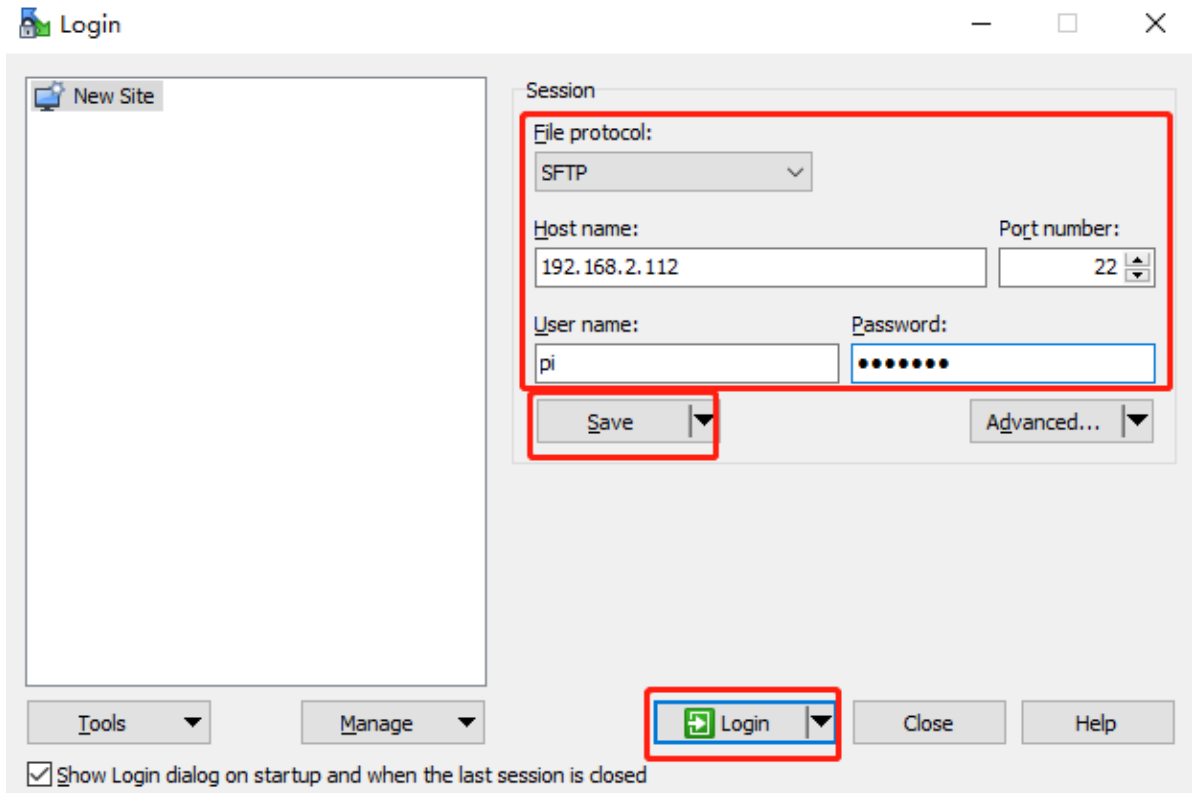 Login
New Site
Session
File protocol:
SFTP
Host name: Port number:
192.168.2.112 22
User name: Password:
pi •••••••
Save Advanced...
Tools Manage Login Close Help
Show Login dialog on startup and when the last session is closed